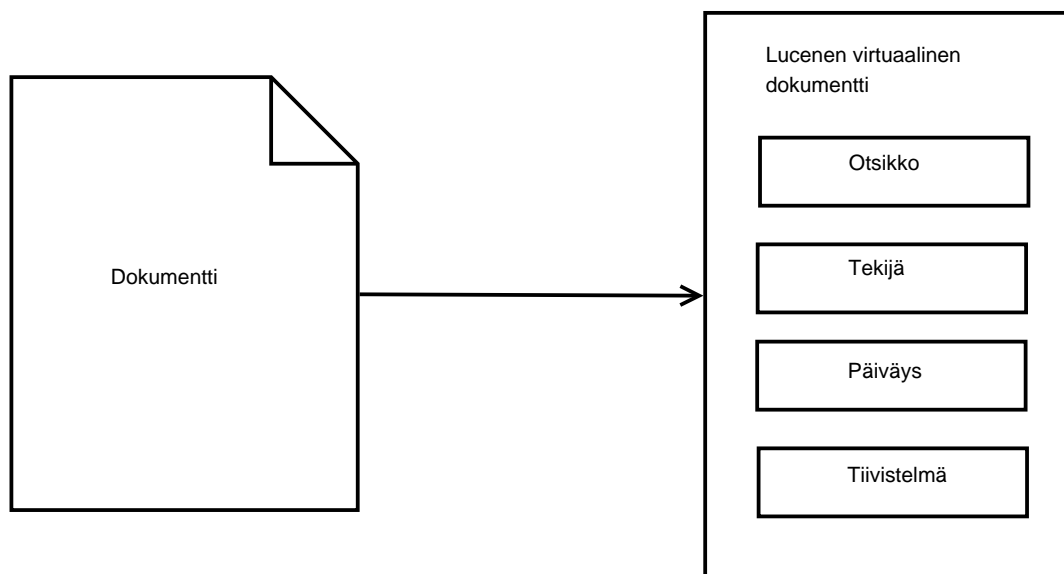 Dokumentti
Lucenen virtuaalinen
dokumentti
Otsikko
Tekijä
Päiväys
Tiivistelmä